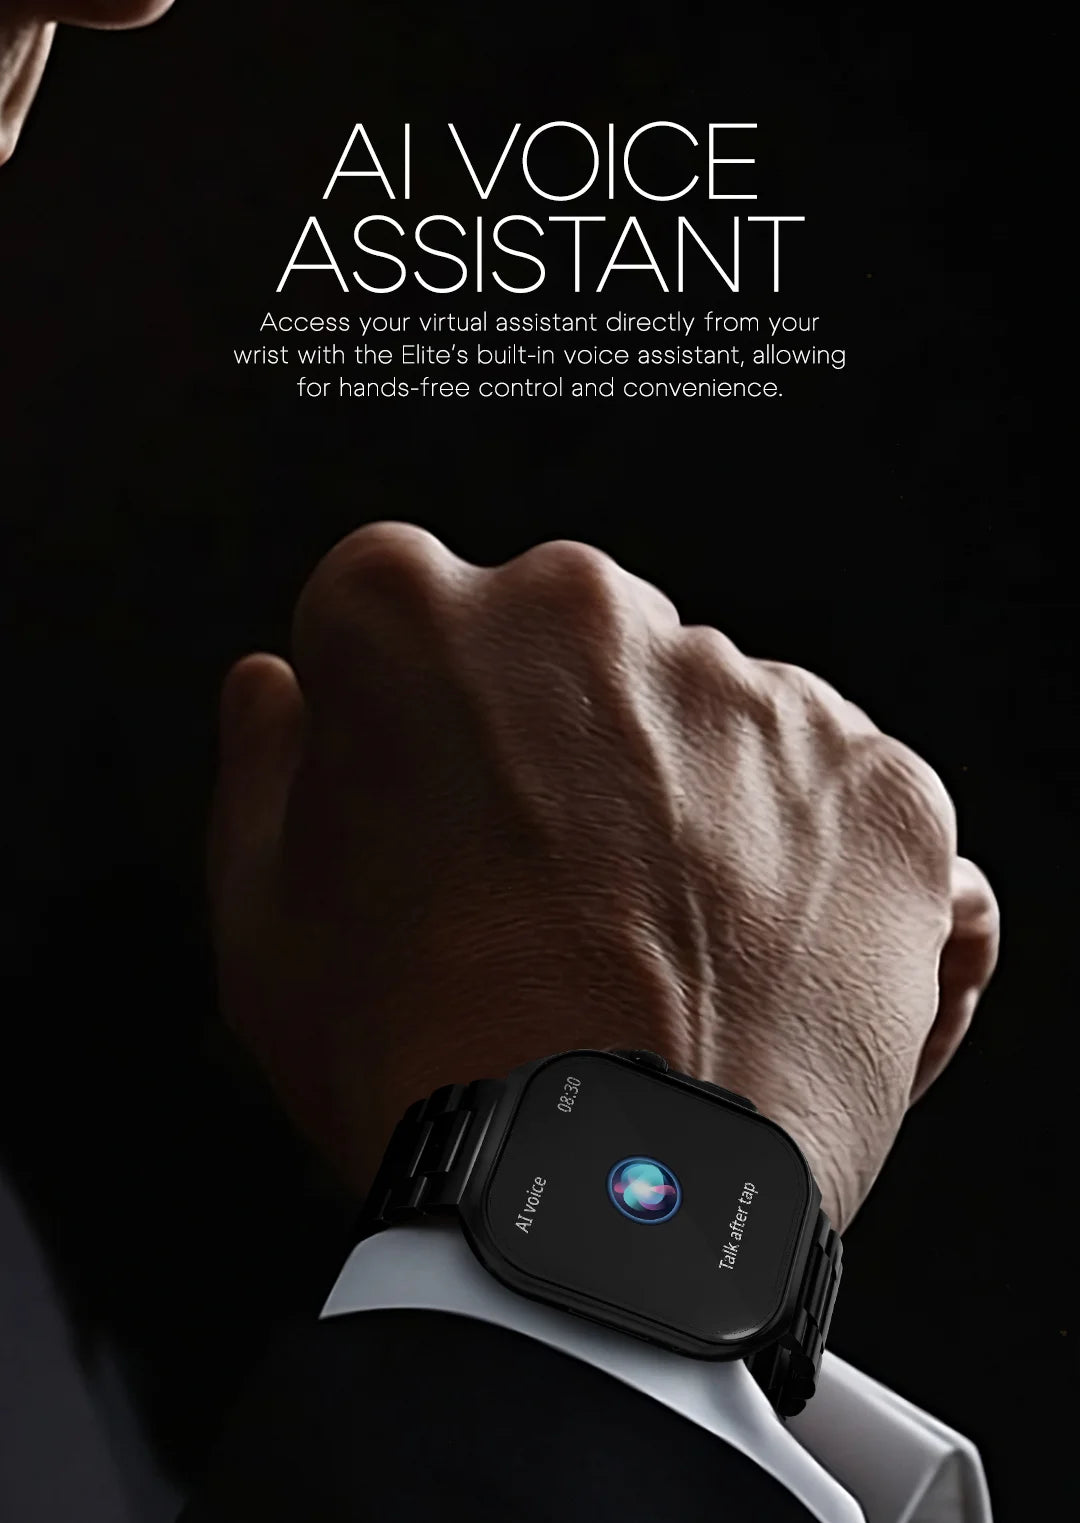 AI VOICE
ASSISTANT
Access your virtual assistant directly from your
wrist with the Elite's built-in voice assistant, allowing
for hands-free control and convenience.
08:30
AI voice
Talk after tap